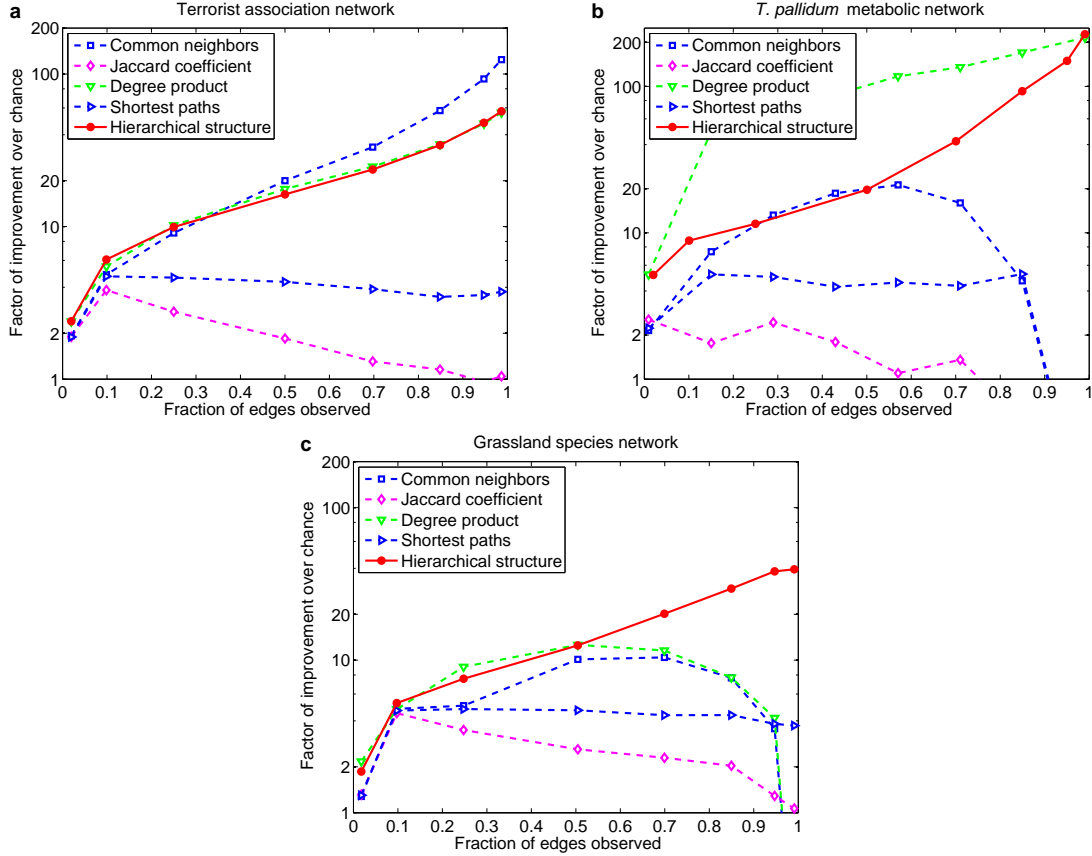 a
Terrorist association network
200
100
20
10
2
1
Factor of improvement over chance
Common neighbors
Jaccard coefficient
Degree product
Shortest paths
Hierarchical structure
0 0.1 0.2 0.3 0.4 0.5 0.6 0.7 0.8 0.9 1
Fraction of edges observed
b
T. pallidum metabolic network
200
100
20
10
2
1
Factor of improvement over chance
Common neighbors
Jaccard coefficient
Degree product
Shortest paths
Hierarchical structure
0 0.1 0.2 0.3 0.4 0.5 0.6 0.7 0.8 0.9 1
Fraction of edges observed
c
Grassland species network
200
100
20
10
2
1
Factor of improvement over chance
Common neighbors
Jaccard coefficient
Degree product
Shortest paths
Hierarchical structure
0 0.1 0.2 0.3 0.4 0.5 0.6 0.7 0.8 0.9 1
Fraction of edges observed